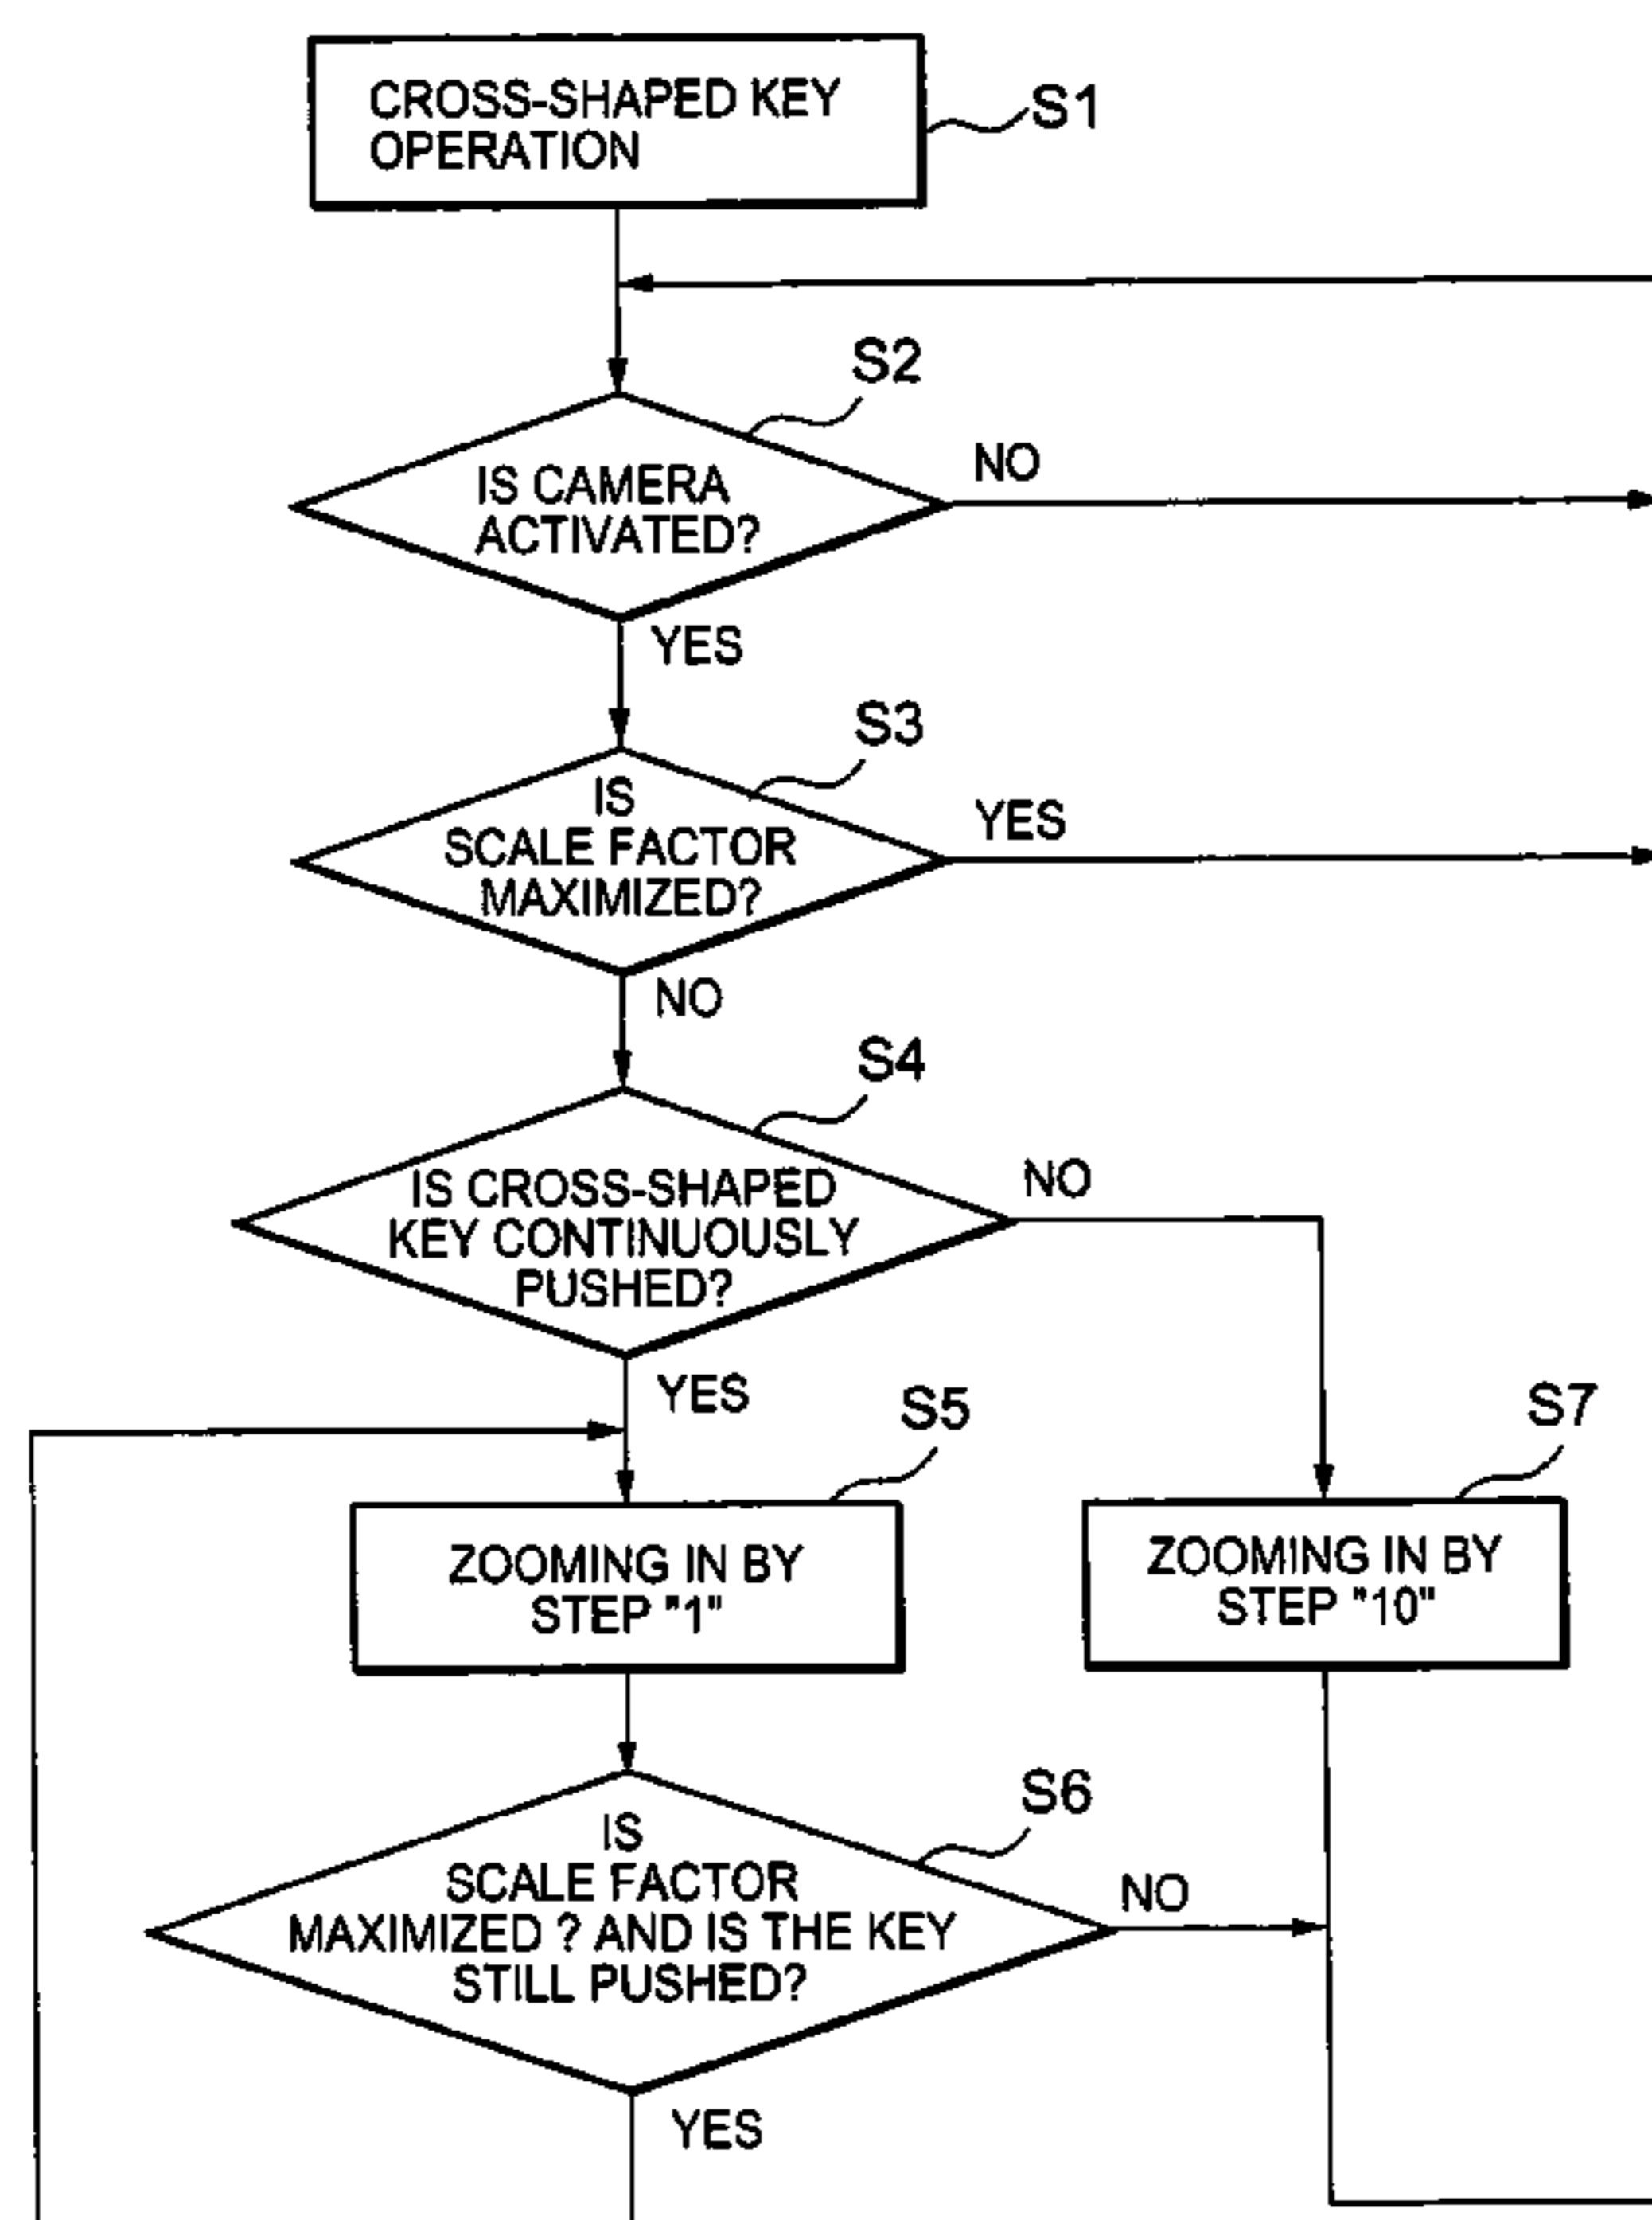 CROSS-SHAPED KEY
OPERATION
S1
S2
IS CAMERA
ACTIVATED?
NO
YES
S3
IS
SCALE FACTOR
MAXIMIZED?
YES
NO
S4
IS CROSS-SHAPED
KEY CONTINUOUSLY
PUSHED?
NO
YES
S5
S7
ZOOMING IN BY
STEP "1"
ZOOMING IN BY
STEP "10"
S6
IS
SCALE FACTOR
MAXIMIZED ? AND IS THE KEY
STILL PUSHED?
NO
YES